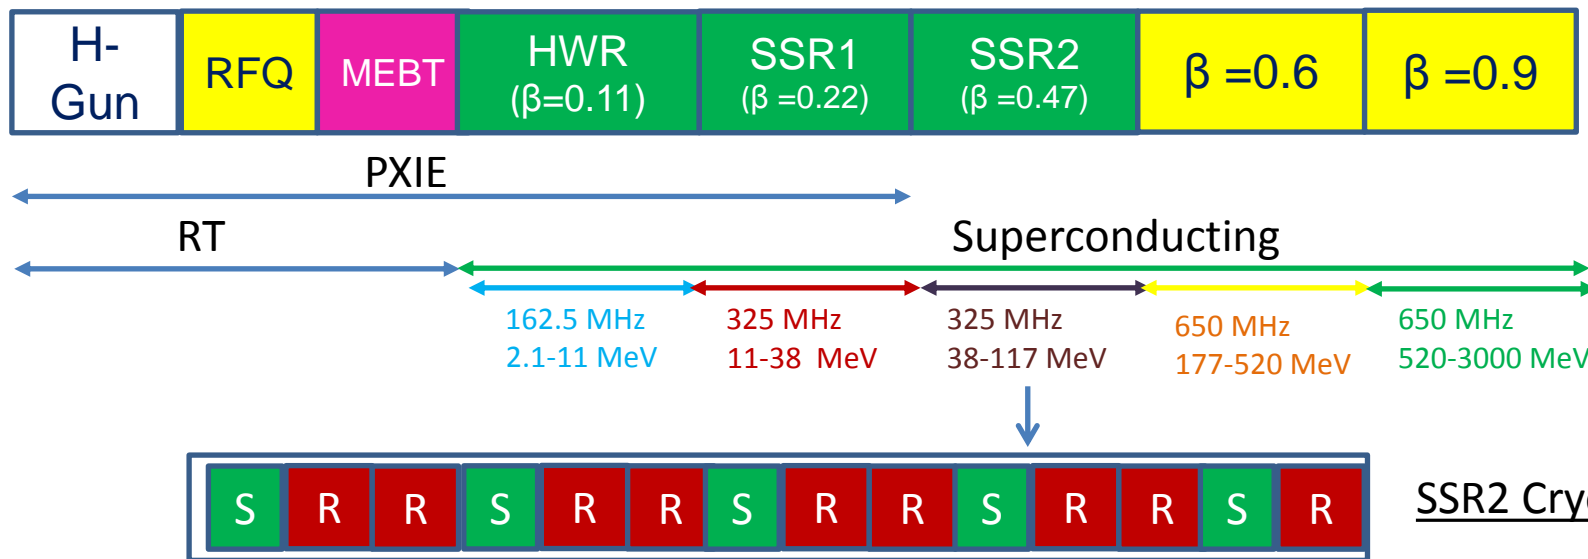 H-
Gun
RFQ
MEBT
HWR
(β=0.11)
SSR1
(β =0.22)
SSR2
(β =0.47)
β =0.6
β =0.9
PXIE
RT
Superconducting
162.5 MHz
2.1-11 MeV
325 MHz
11-38 MeV
325 MHz
38-117 MeV
650 MHz
177-520 MeV
650 MHz
520-3000 MeV
S R R S R R S R R S R R S R
SSR2